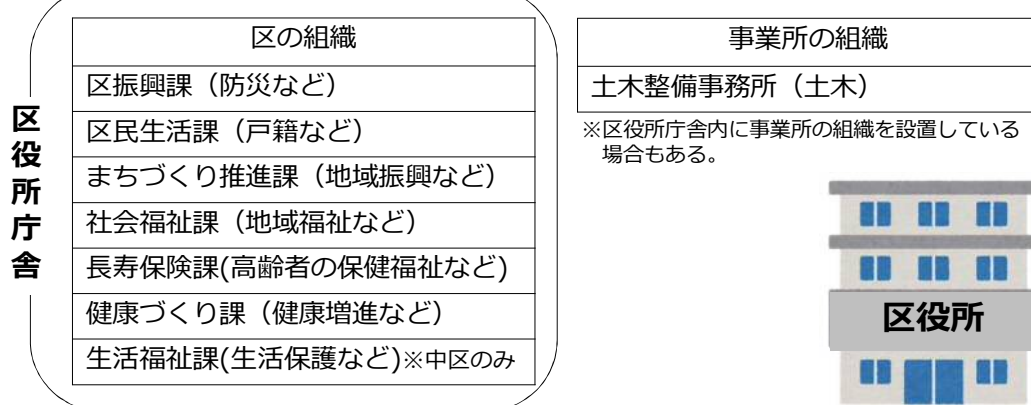 区役所庁舎
区の組織
区振興課（防災など）
区民生活課（戸籍など）
まちづくり推進課（地域振興など）
社会福祉課（地域福祉など）
長寿保険課(高齢者の保健福祉など)
健康づくり課（健康増進など）
生活福祉課(生活保護など)※中区のみ
事業所の組織
土木整備事務所（土木）
※区役所庁舎内に事業所の組織を設置している
場合もある。
区役所